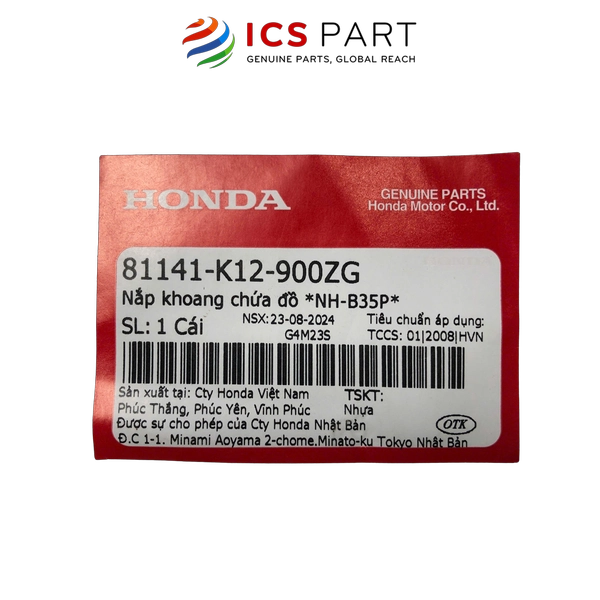 ICS PART
GENUINE PARTS, GLOBAL REACH
HONDA
GENUINE PARTS
Honda Motor Co., Ltd.
81141-K12-900ZG
Nắp khoang chứa đồ *NH-B35P*
SL: 1 Cái
NSX: 23-08-2024
G4M23S
Tiêu chuẩn áp dụng:
TCCS: 01|2008|HVN
Sản xuất tại: Cty Honda Việt Nam
Phúc Thắng, Phúc Yên, Vĩnh Phúc
TSKT:
Nhựa
Được sự cho phép của Cty Honda Nhật Bản
Đ.C 1-1. Minami Aoyama 2-chome.Minato-ku Tokyo Nhật Bản
OTK